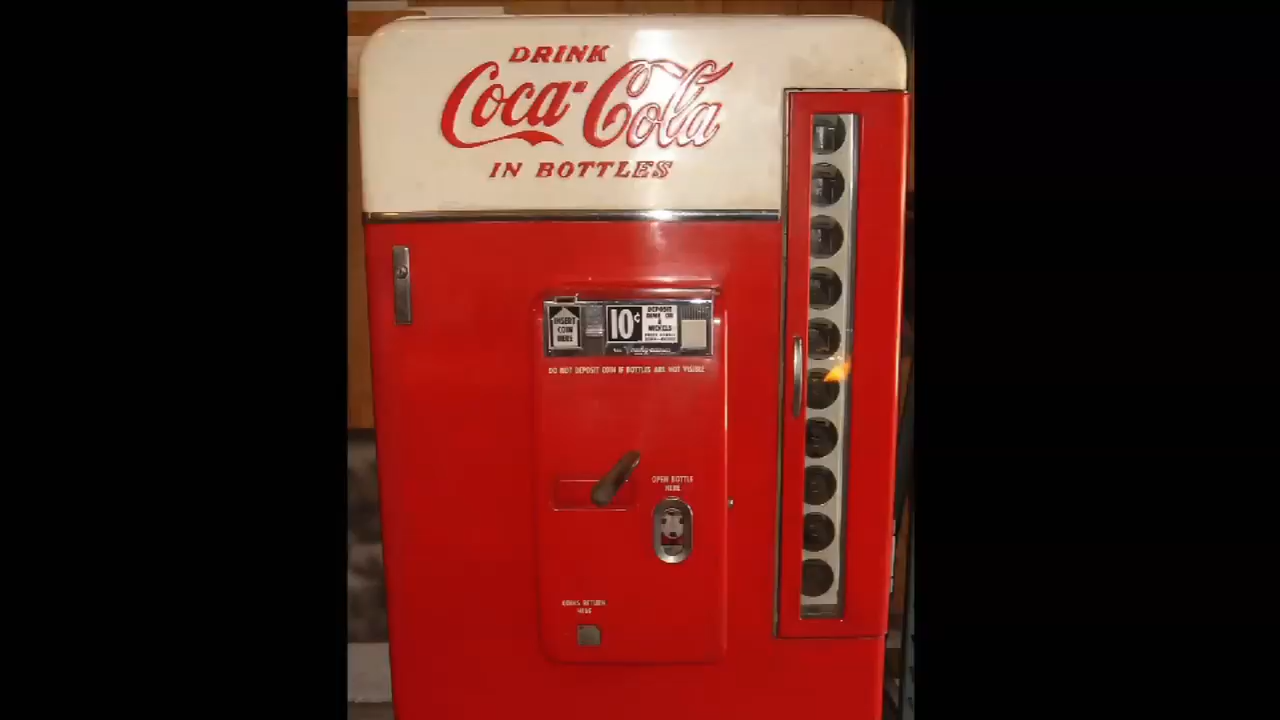 DRINK
Coca-Cola
IN BOTTLES
INSERT
COIN
HERE
10¢
DEPOSIT
DIME OR
2
NICKELS
DO NOT DEPOSIT COIN IF BOTTLES ARE NOT VISIBLE
OPEN BOTTLE
HERE
COINS RETURN
HERE